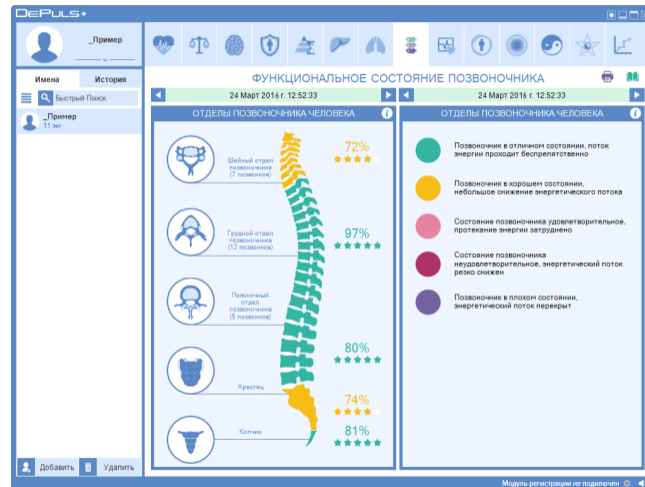 DePuls+
_Пример
Имена
История
Быстрый Поиск
_Пример
11 экг
ФУНКЦИОНАЛЬНОЕ СОСТОЯНИЕ ПОЗВОНОЧНИКА
24 Март 2016 г. 12:52:33
24 Март 2016 г. 12:52:33
ОТДЕЛЫ ПОЗВОНОЧНИКА ЧЕЛОВЕКА
Шейный отдел
позвоночника
(7 позвонков)
72%
Грудной отдел
позвоночника
(12 позвонков)
97%
Поясничный
отдел
позвоночника
(5 позвонков)
80%
Крестец
74%
Копчик
81%
ОТДЕЛЫ ПОЗВОНОЧНИКА ЧЕЛОВЕКА
Позвоночник в отличном состоянии, поток
энергии проходит беспрепятственно
Позвоночник в хорошем состоянии,
небольшое снижение энергетического потока
Состояние позвоночника удовлетворительное,
протекание энергии затруднено
Состояние позвоночника
неудовлетворительное, энергетический поток
резко снижен
Позвоночник в плохом состоянии,
энергетический поток перекрыт
Добавить
Удалить
Модуль регистрации не подключен